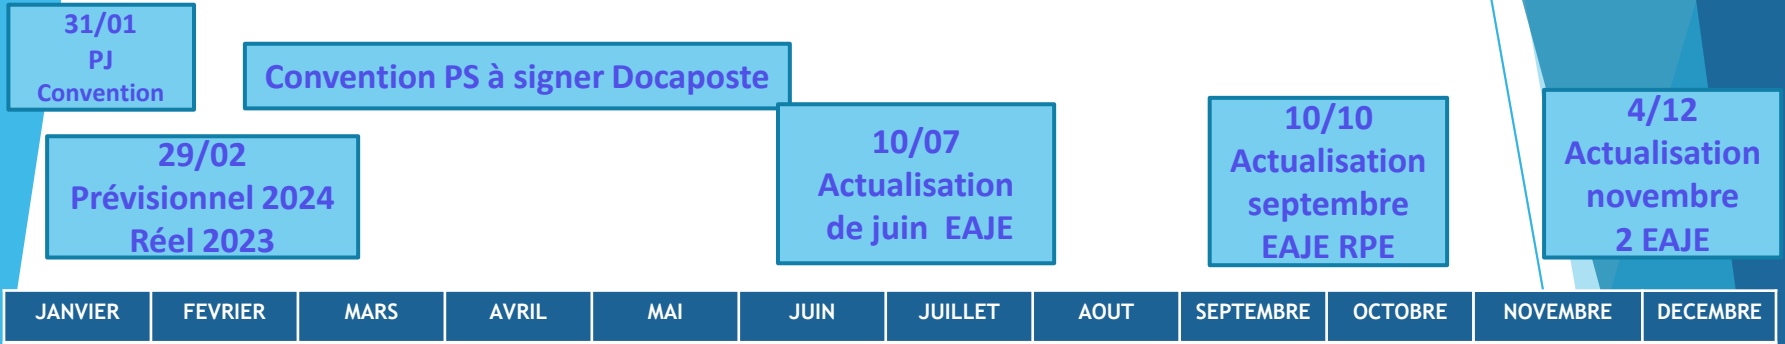 31/01
PJ
Convention
Convention PS à signer Docaposte
29/02
Prévisionnel 2024
Réel 2023
10/07
Actualisation
de juin EAJE
10/10
Actualisation
septembre
EAJE RPE
4/12
Actualisation
novembre
2 EAJE
JANVIER FEVRIER MARS AVRIL MAI JUIN JUILLET AOUT SEPTEMBRE OCTOBRE NOVEMBRE DECEMBRE